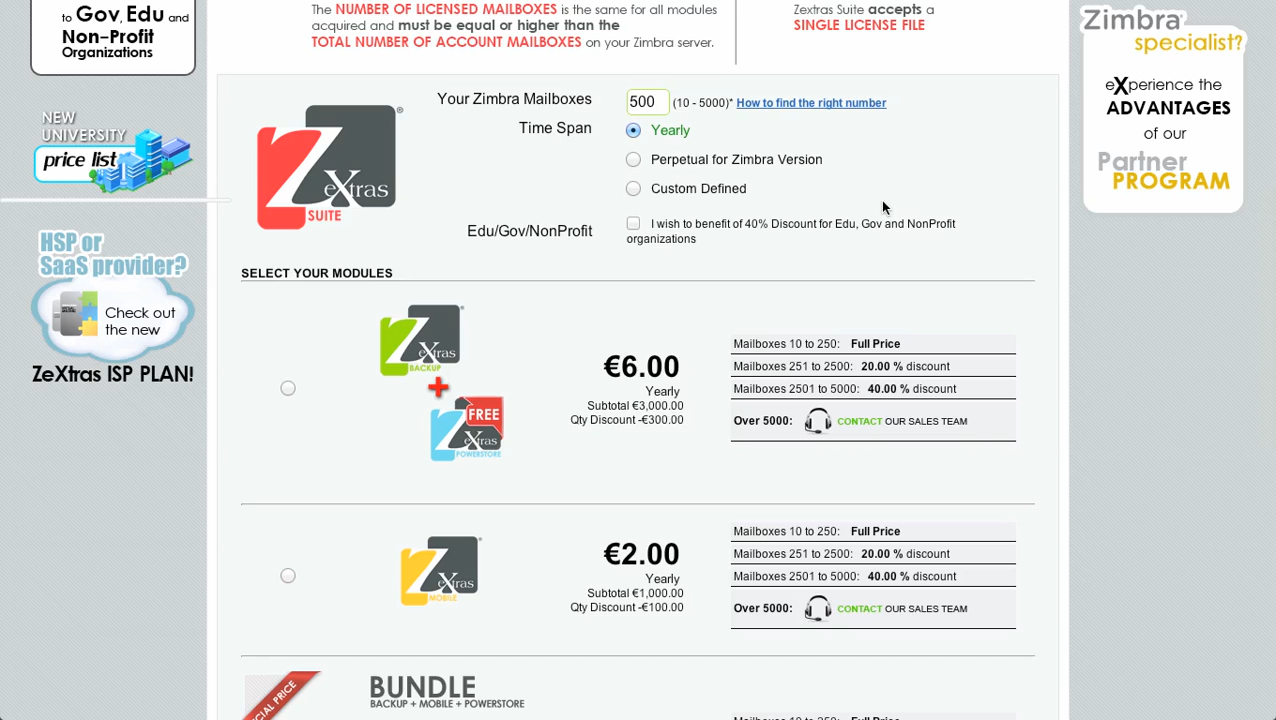 to Gov, Edu and
Non-Profit
Organizations
The NUMBER OF LICENSED MAILBOXES is the same for all modules
acquired and must be equal or higher than the
TOTAL NUMBER OF ACCOUNT MAILBOXES on your Zimbra server.
Zextras Suite accepts a
SINGLE LICENSE FILE
Zimbra
specialist?
eXperience the
ADVANTAGES
of our
Partner
PROGRAM
NEW
UNIVERSITY
price list
HSP or
SaaS provider?
Check out
the new
ZeXtras ISP PLAN!
ZeXtras
SUITE
Your Zimbra Mailboxes
500 (10 - 5000)* How to find the right number
Time Span
Yearly
Perpetual for Zimbra Version
Custom Defined
Edu/Gov/NonProfit
I wish to benefit of 40% Discount for Edu, Gov and NonProfit
organizations
SELECT YOUR MODULES
ZeXtras
BACKUP
FREE
ZeXtras
POWERSTORE
€6.00
Yearly
Subtotal €3,000.00
Qty Discount -€300.00
Mailboxes 10 to 250: Full Price
Mailboxes 251 to 2500: 20.00 % discount
Mailboxes 2501 to 5000: 40.00 % discount
Over 5000: CONTACT OUR SALES TEAM
ZeXtras
MOBILE
€2.00
Yearly
Subtotal €1,000.00
Qty Discount -€100.00
Mailboxes 10 to 250: Full Price
Mailboxes 251 to 2500: 20.00 % discount
Mailboxes 2501 to 5000: 40.00 % discount
Over 5000: CONTACT OUR SALES TEAM
CIAL PRICE
BUNDLE
BACKUP + MOBILE + POWERSTORE